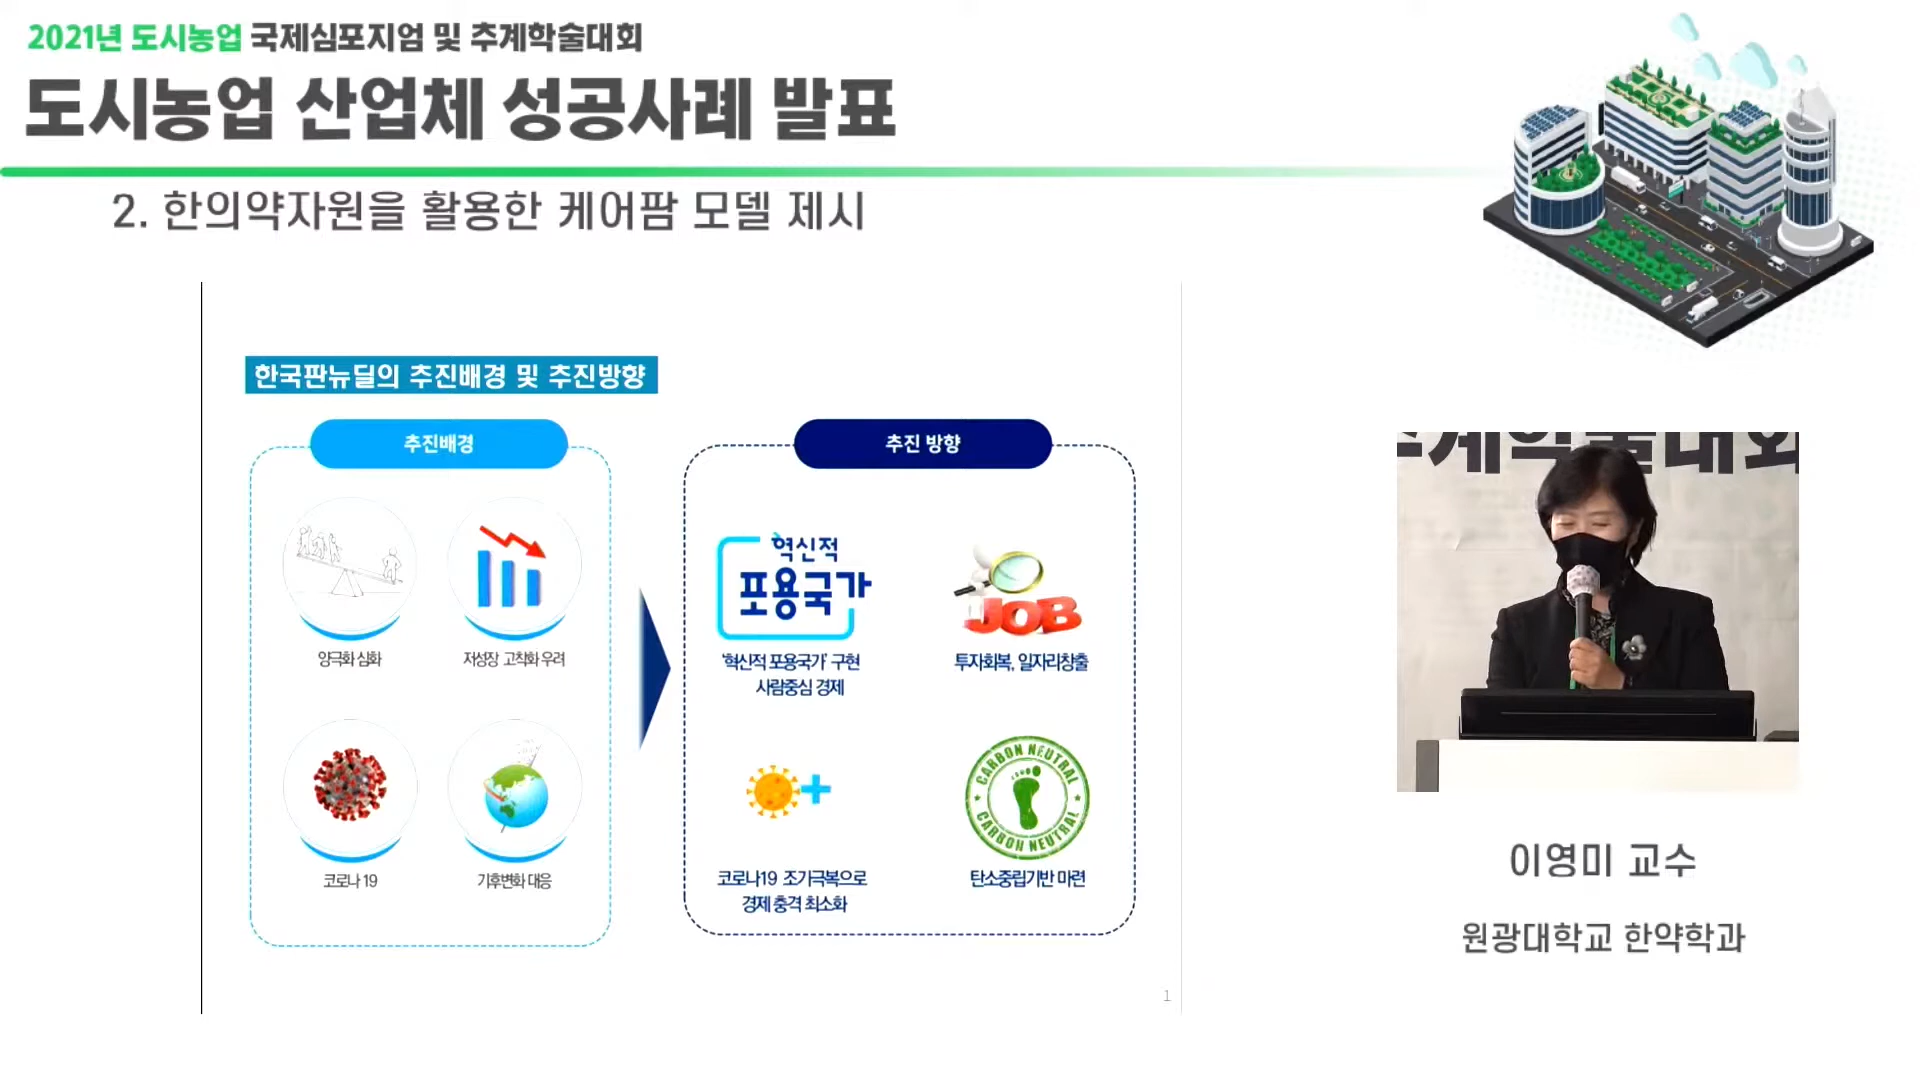 2021년 도시농업 국제심포지엄 및 추계학술대회
도시농업 산업체 성공사례 발표
2. 한의약자원을 활용한 케어팜 모델 제시
한국판뉴딜의 추진배경 및 추진방향
추진배경
양극화 심화
저성장 고착화 우려
코로나 19
기후변화 대응
추진 방향
혁신적
포용국가
'혁신적 포용국가' 구현
사람중심 경제
JOB
투자회복, 일자리창출
코로나19 조기극복으로
경제 충격 최소화
CARBON NEUTRAL
CARBON NEUTRAL
탄소중립기반 마련
1
추계학술대회
이영미 교수
원광대학교 한약학과